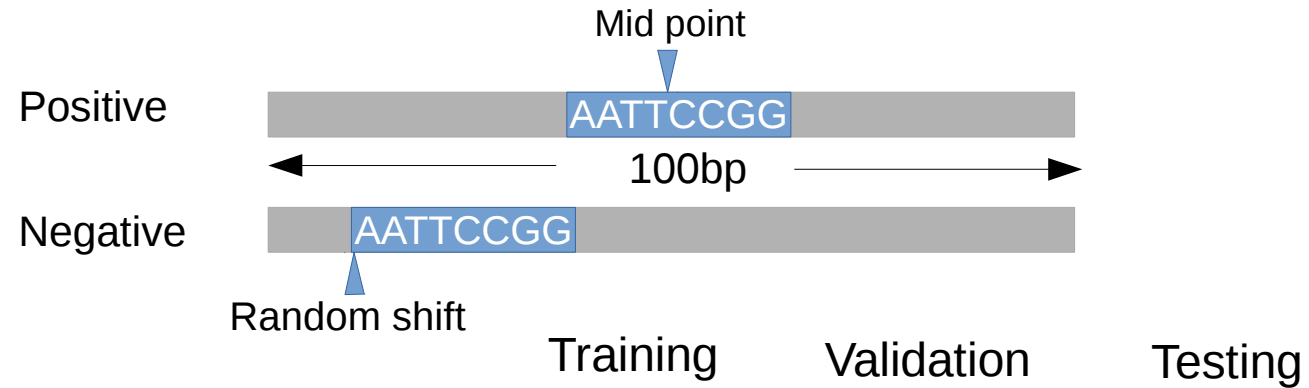 Mid point
Positive
AATTCCGG
100bp
Negative
AATTCCGG
Random shift
Training Validation Testing